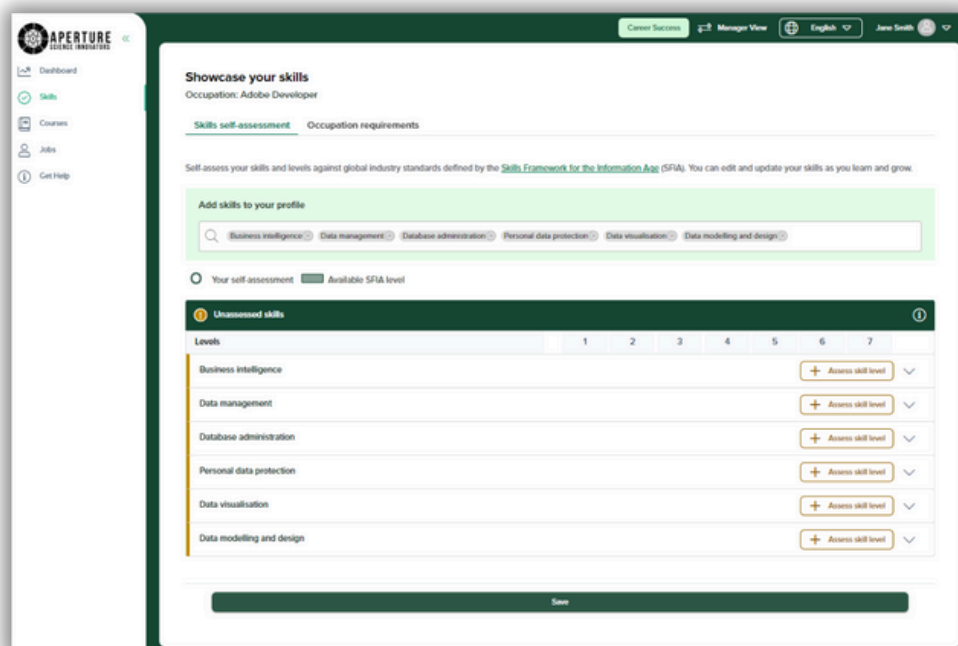 APERTURE
SCIENCE INNOVATORS
«
Career Success
Manager View
English
Jane Smith
Dashboard
Skills
Courses
Jobs
Get Help
Showcase your skills
Occupation: Adobe Developer
Skills self-assessment Occupation requirements
Self-assess your skills and levels against global industry standards defined by the Skills Framework for the Information Age (SFIA). You can edit and update your skills as you learn and grow.
Add skills to your profile
Business intelligence Data management Database administration Personal data protection Data visualisation Data modelling and design
Your self-assessment Available SFIA level
Unassessed skills
Levels 1 2 3 4 5 6 7
Business intelligence + Assess skill level
Data management + Assess skill level
Database administration + Assess skill level
Personal data protection + Assess skill level
Data visualisation + Assess skill level
Data modelling and design + Assess skill level
Save